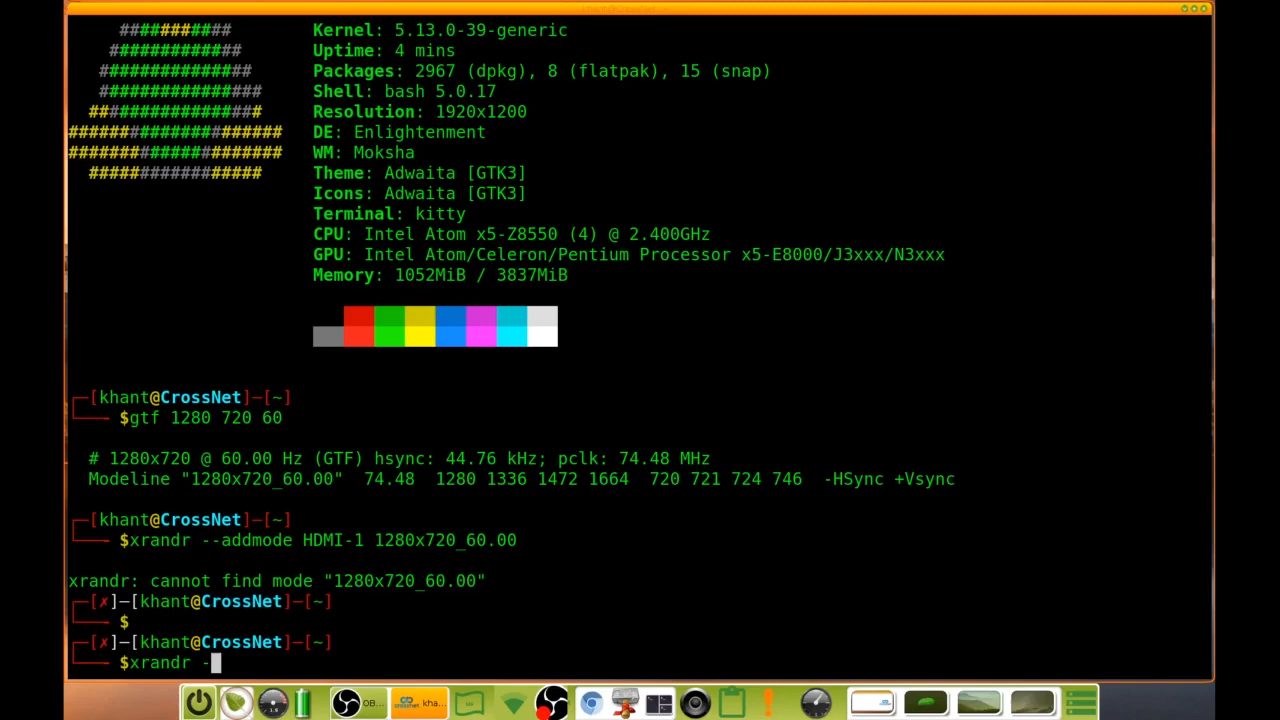 khant@CrossNet: ~
###########    Kernel: 5.13.0-39-generic
#############    Uptime: 4 mins
###############    Packages: 2967 (dpkg), 8 (flatpak), 15 (snap)
################    Shell: bash 5.0.17
#################    Resolution: 1920x1200
#####################    DE: Enlightenment
#####################    WM: Moksha
#################    Theme: Adwaita [GTK3]
Icons: Adwaita [GTK3]
Terminal: kitty
CPU: Intel Atom x5-Z8550 (4) @ 2.400GHz
GPU: Intel Atom/Celeron/Pentium Processor x5-E8000/J3xxx/N3xxx
Memory: 1052MiB / 3837MiB
┌─[khant@CrossNet]─[~]
└──╼ $gtf 1280 720 60
# 1280x720 @ 60.00 Hz (GTF) hsync: 44.76 kHz; pclk: 74.48 MHz
Modeline "1280x720_60.00"  74.48  1280 1336 1472 1664  720 721 724 746  -HSync +Vsync
┌─[khant@CrossNet]─[~]
└──╼ $xrandr --addmode HDMI-1 1280x720_60.00
xrandr: cannot find mode "1280x720_60.00"
┌─[✗]─[khant@CrossNet]─[~]
└──╼ $
┌─[✗]─[khant@CrossNet]─[~]
└──╼ $xrandr -
OB... kha...